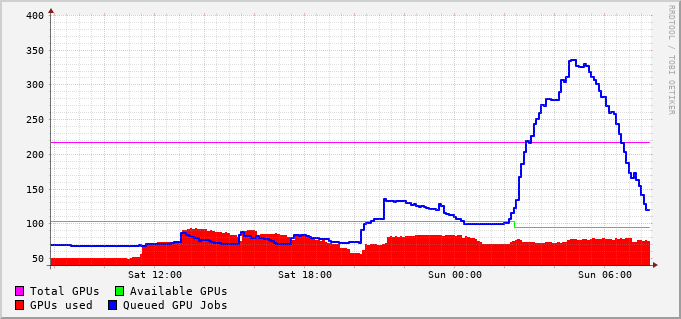 400
350
300
250
200
150
100
50
Sat 12:00 Sat 18:00 Sun 00:00 Sun 06:00
Total GPUs Available GPUs
GPUs used Queued GPU Jobs
RRDTOOL / TOBI OETIKER